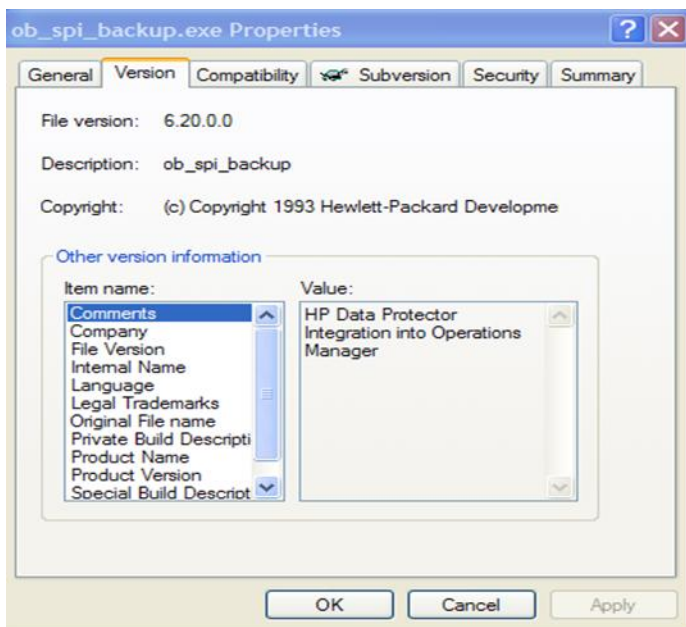 ob_spi_backup.exe Properties
General Version Compatibility Subversion Security Summary
File version: 6.20.0.0
Description: ob_spi_backup
Copyright: (c) Copyright 1993 Hewlett-Packard Developme
Other version information
Item name:
Comments
Company
File Version
Internal Name
Language
Legal Trademarks
Original File name
Private Build Descripti
Product Name
Product Version
Special Build Descript
Value:
HP Data Protector
Integration into Operations
Manager
OK Cancel Apply